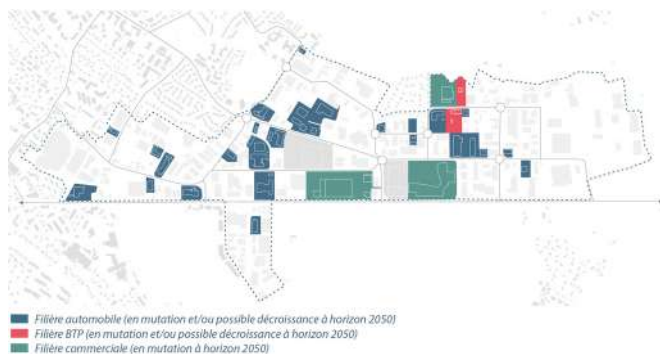 Filière automobile (en mutation et/ou possible décroissance à horizon 2050)
Filière BTP (en mutation et/ou possible décroissance à horizon 2050)
Filière commerciale (en mutation à horizon 2050)